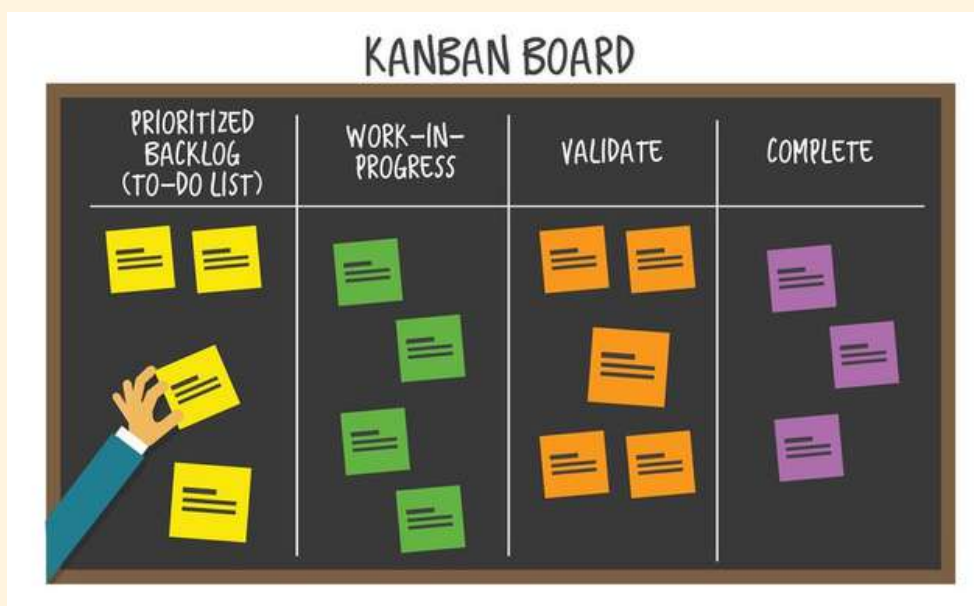 KANBAN BOARD
PRIORITIZED
BACKLOG
(TO-DO LIST)
WORK-IN-
PROGRESS
VALIDATE
COMPLETE